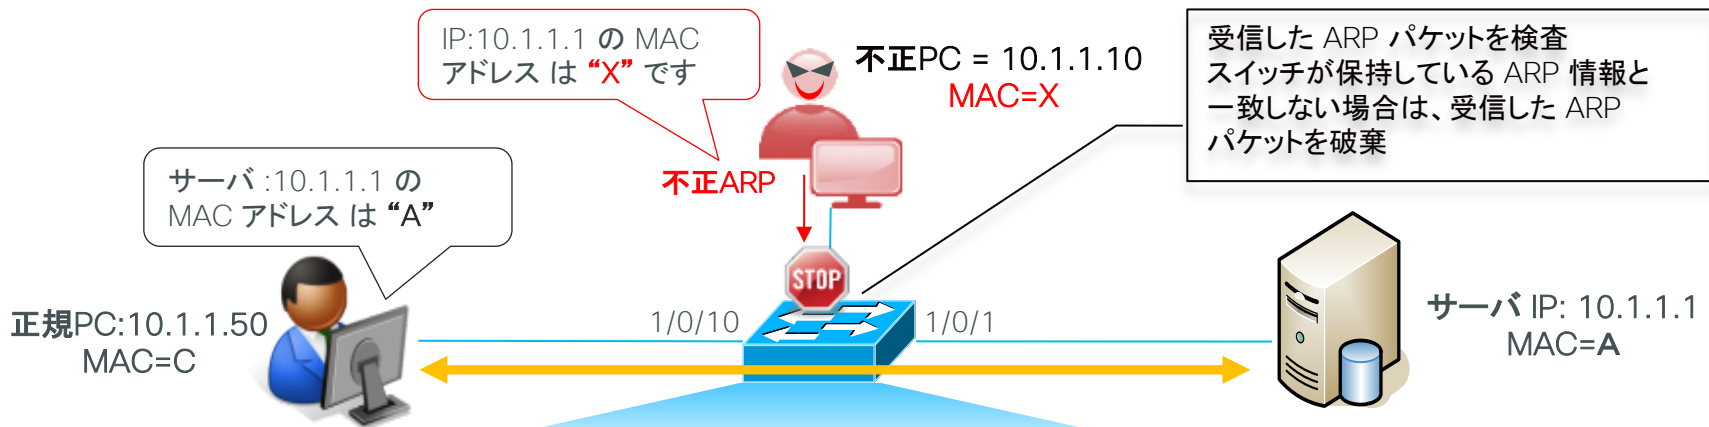 IP:10.1.1.1 の MAC
アドレス は “X” です
不正PC = 10.1.1.10
MAC=X
受信した ARP パケットを検査
スイッチが保持している ARP 情報と
一致しない場合は、受信した ARP
パケットを破棄
サーバ :10.1.1.1 の
MAC アドレス は “A”
不正ARP
STOP
正規PC:10.1.1.50
MAC=C
1/0/10
1/0/1
サーバ IP: 10.1.1.1
MAC=A